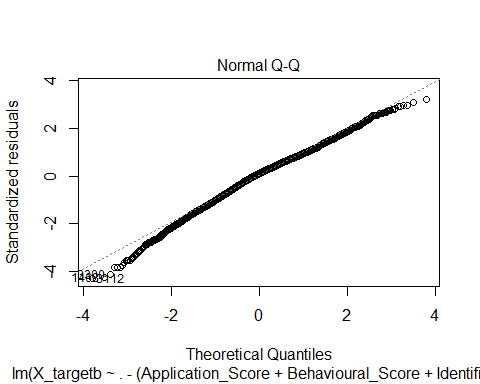 Normal Q-Q
Standardized residuals
4
2
0
-2
-4
-4
-2
0
2
4
Theoretical Quantiles
lm(X_targetb ~ . - (Application_Score + Behavioural_Score + Identifi